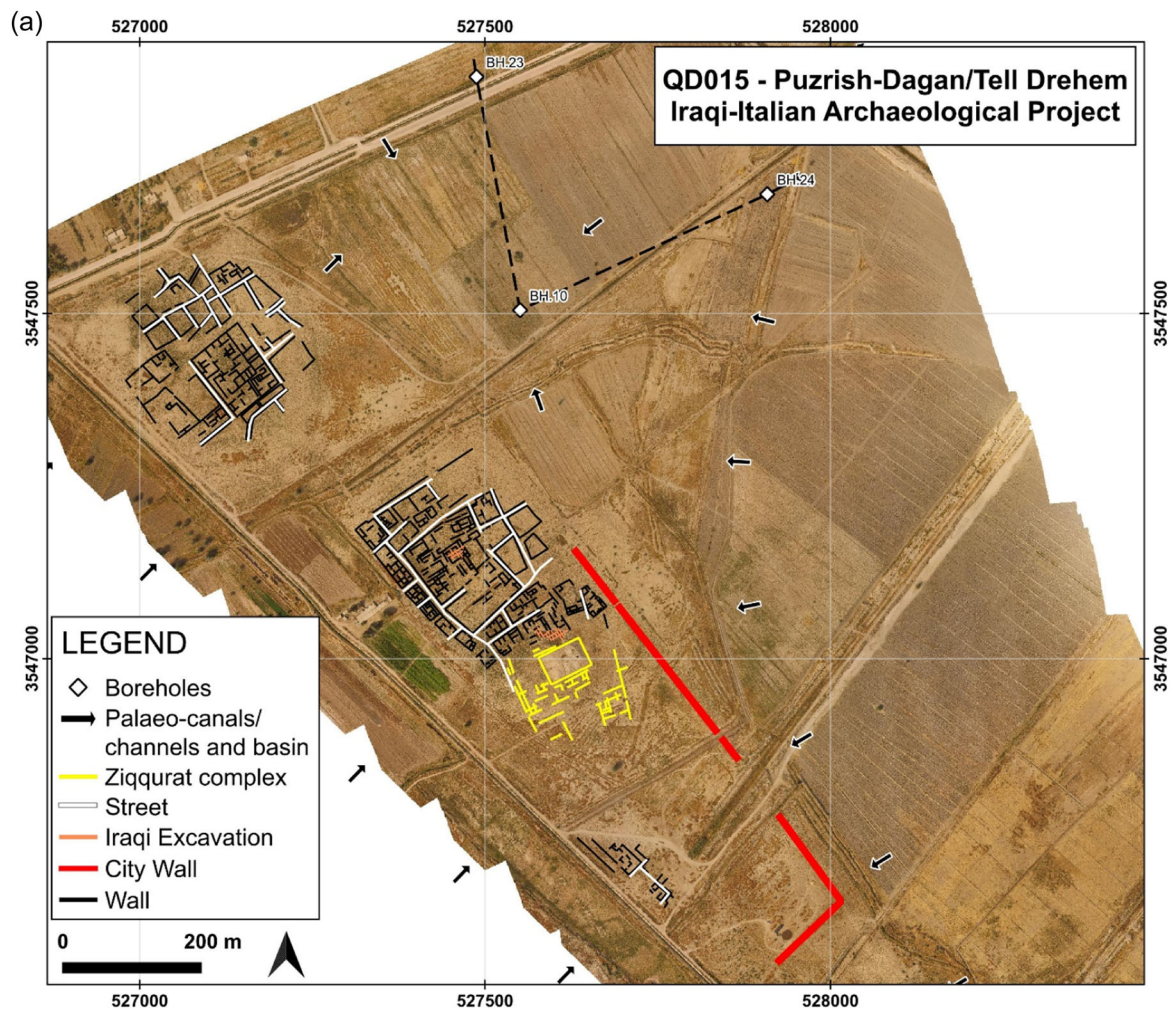 (a)
527000 527500 528000
QD015 - Puzrish-Dagan/Tell Drehem
Iraqi-Italian Archaeological Project
BH.23
BH.24
BH.10
3547500 3547500
3547000 3547000
LEGEND
Boreholes
Palaeo-canals/
channels and basin
Ziqqurat complex
Street
Iraqi Excavation
City Wall
Wall
0 200 m
527000 527500 528000